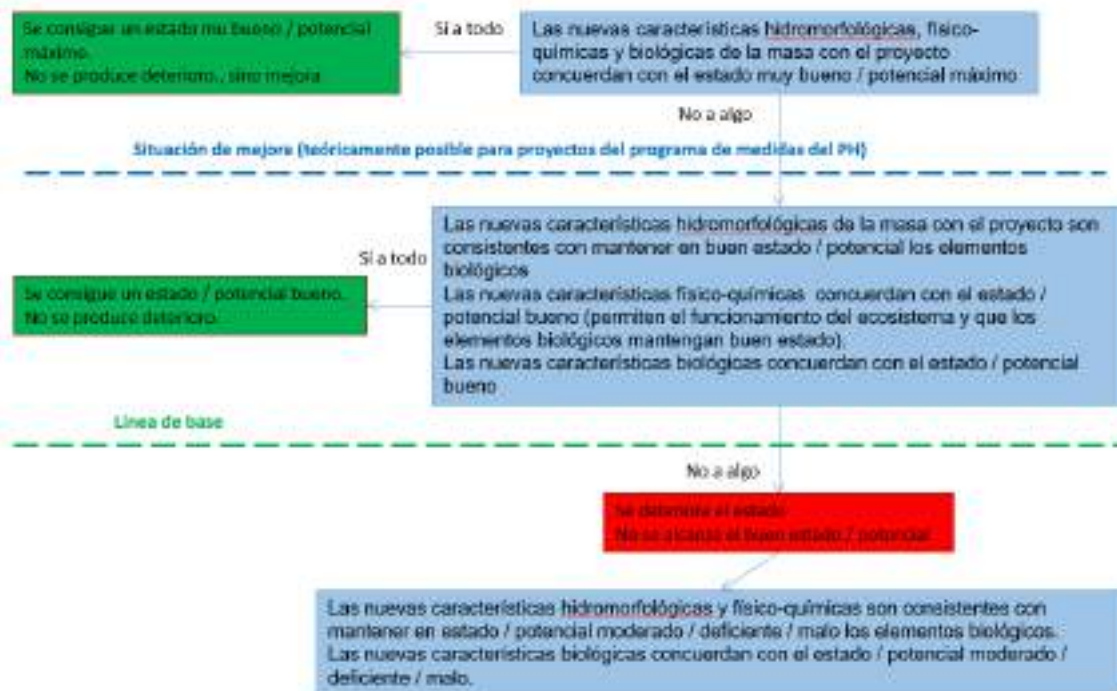 Se consigue un estado mu bueno / potencial
máximo.
No se produce deterioro., sino mejora
Sí a todo
Las nuevas características hidromorfológicas, físico-
químicas y biológicas de la masa con el proyecto
concuerdan con el estado muy bueno / potencial máximo
No a algo
Situación de mejora (teóricamente posible para proyectos del programa de medidas del PH)
Las nuevas características hidromorfológicas de la masa con el proyecto son
consistentes con mantener en buen estado / potencial los elementos
biológicos
Las nuevas características físico-químicas concuerdan con el estado /
potencial bueno (permiten el funcionamiento del ecosistema y que los
elementos biológicos mantengan buen estado).
Las nuevas características biológicas concuerdan con el estado / potencial
bueno
Sí a todo
Se consigue un estado / potencial bueno.
No se produce deterioro.
Línea de base
No a algo
Se deteriora el estado
No se alcanza el buen estado / potencial
Las nuevas características hidromorfológicas y físico-químicas son consistentes con
mantener en estado / potencial moderado / deficiente / malo los elementos biológicos.
Las nuevas características biológicas concuerdan con el estado / potencial moderado /
deficiente / malo.